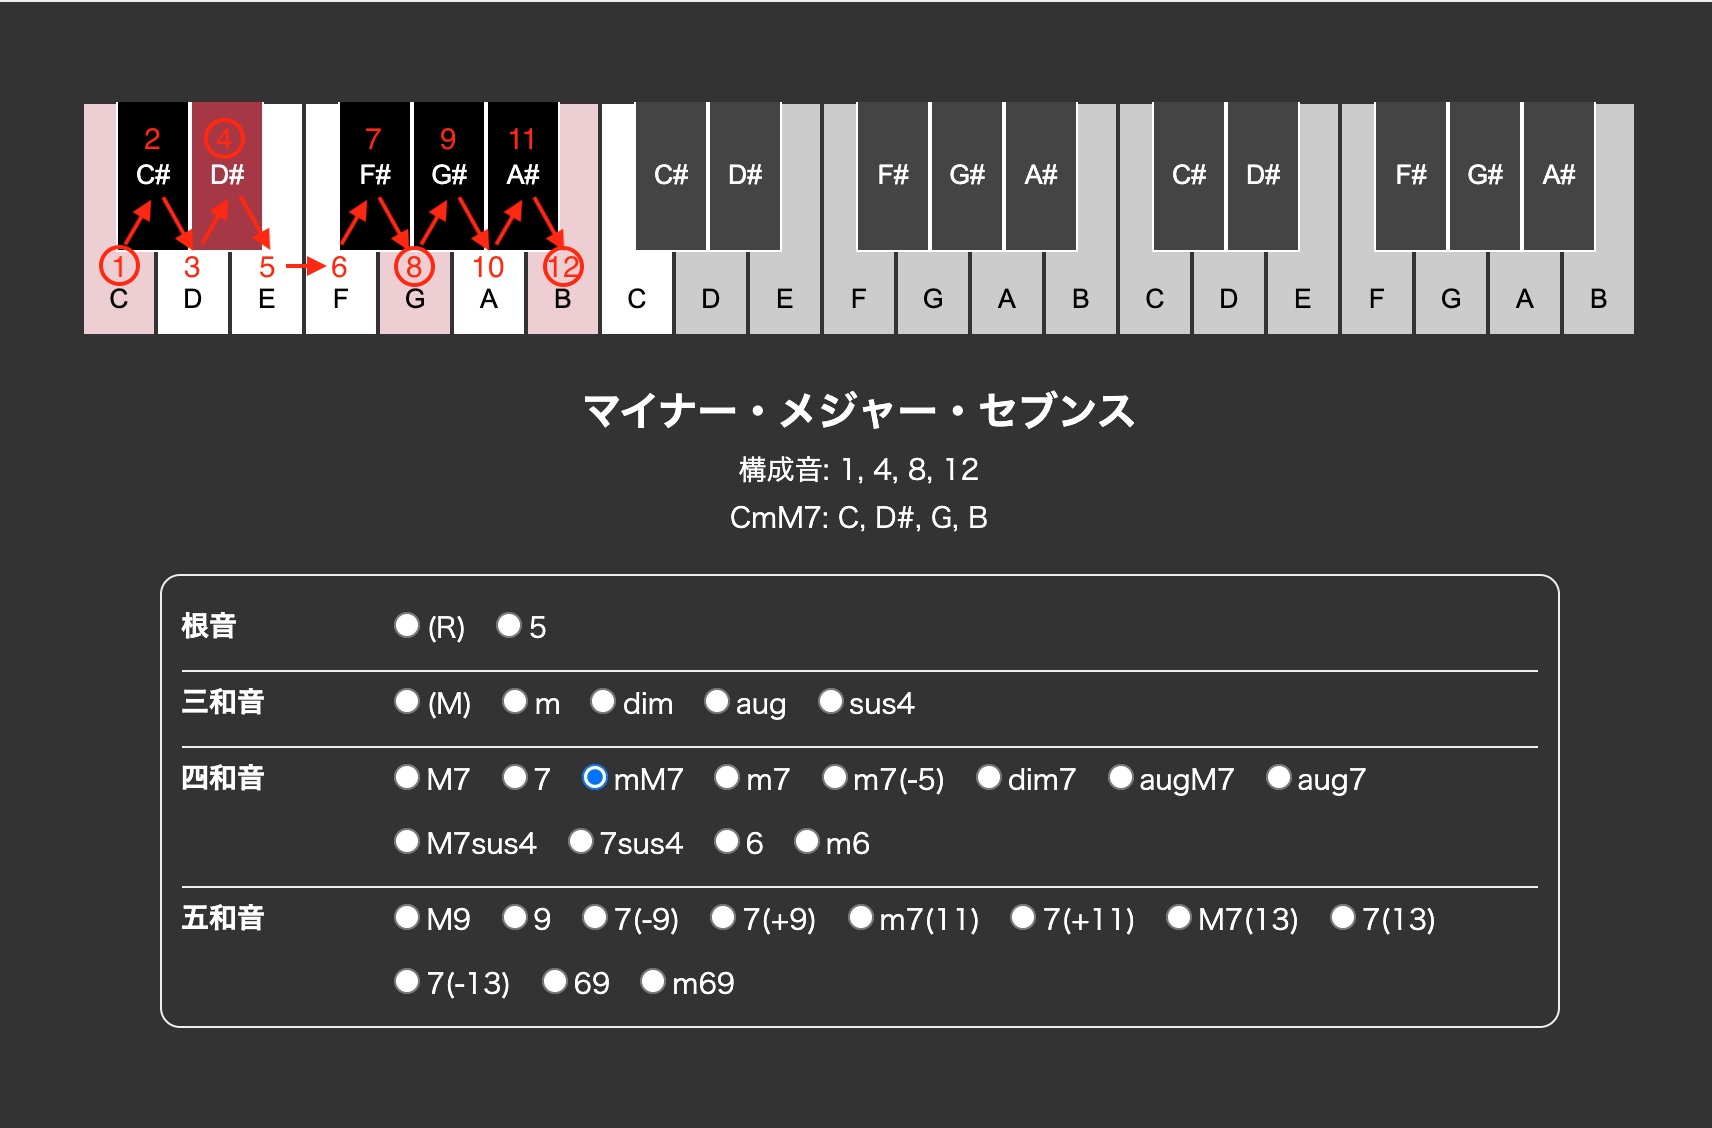 2 4 7 9 11
C# D# F# G# A# C# D# F# G# A# C# D# F# G# A#
1 3 5 6 8 10 12
C D E F G A B C D E F G A B C D E F G A B
マイナー・メジャー・セブンス
構成音: 1, 4, 8, 12
CmM7: C, D#, G, B
根音 (R) 5
三和音 (M) m dim aug sus4
四和音 M7 7 mM7 m7 m7(-5) dim7 augM7 aug7
M7sus4 7sus4 6 m6
五和音 M9 9 7(-9) 7(+9) m7(11) 7(+11) M7(13) 7(13)
7(-13) 69 m69